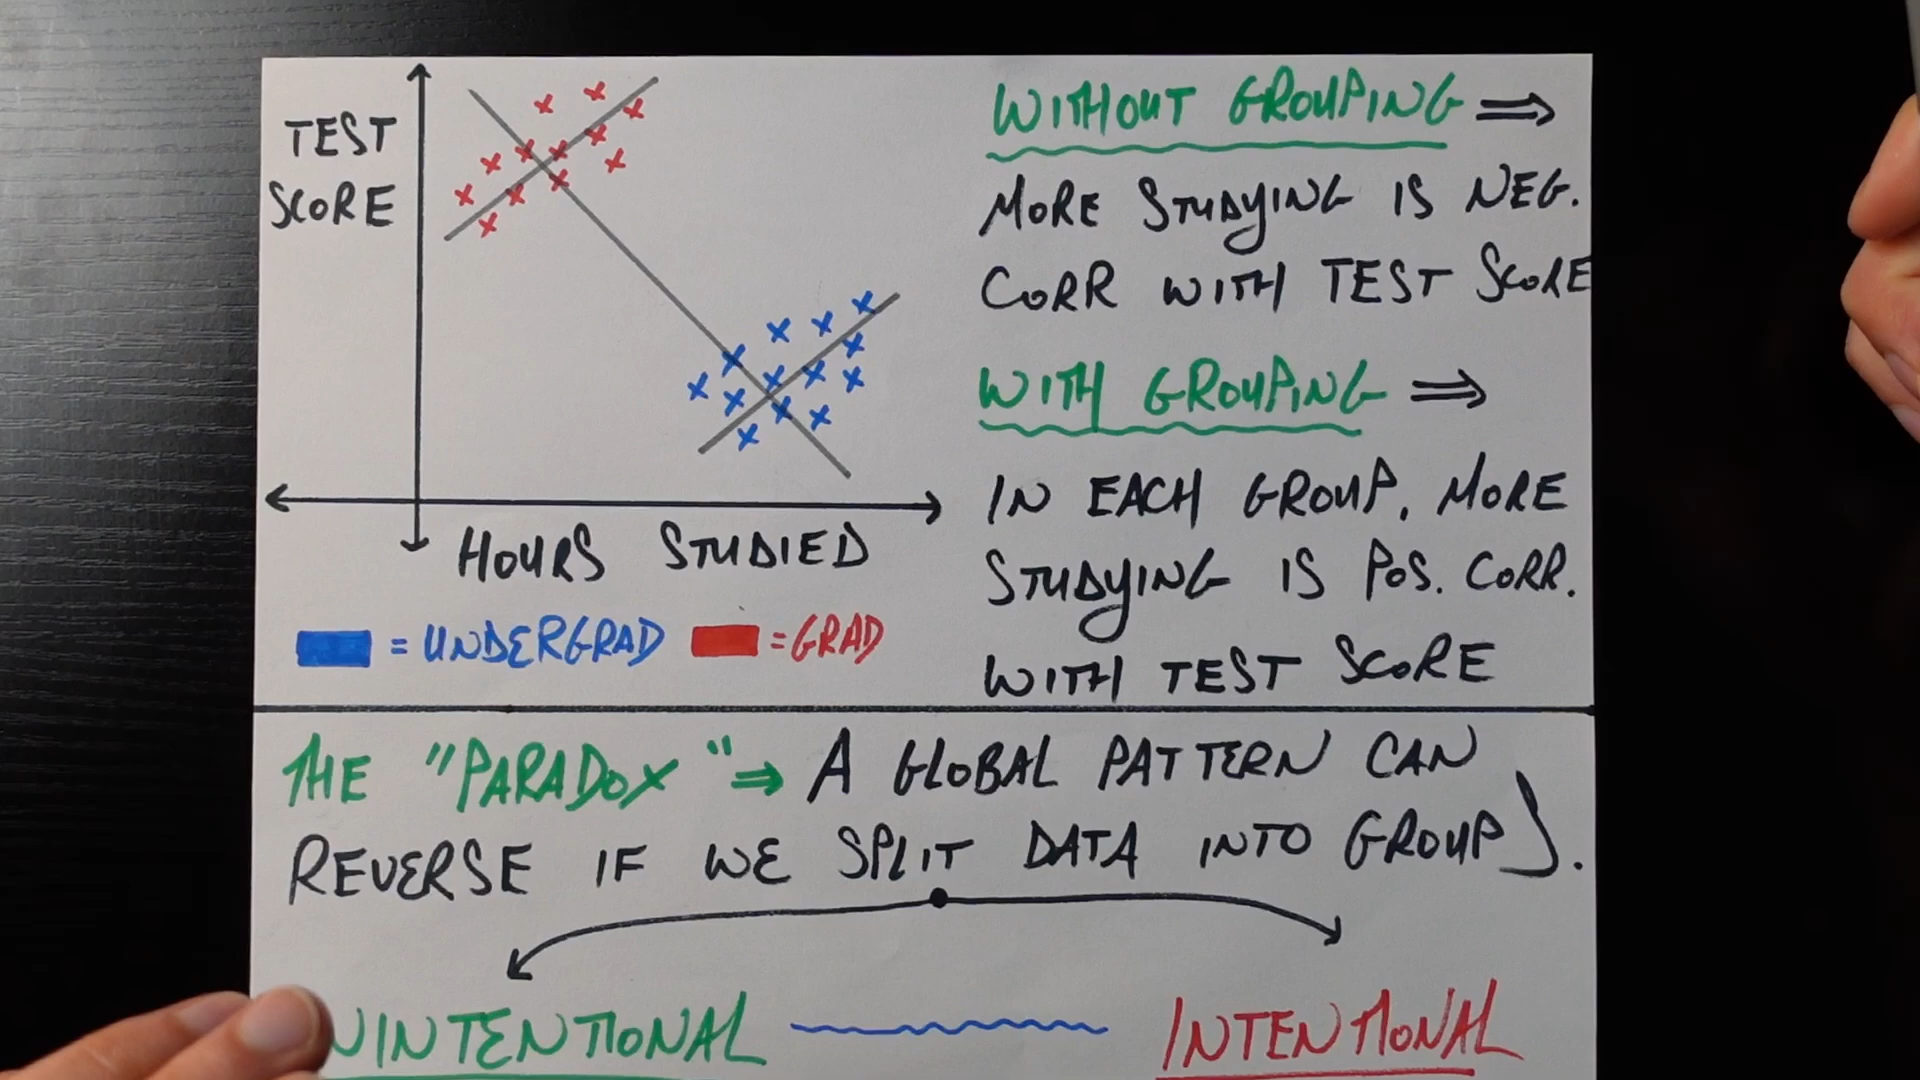 TEST
SCORE
HOURS STUDIED
= UNDERGRAD
= GRAD
WITHOUT GROUPING ⇒
MORE STUDYING IS NEG.
CORR WITH TEST SCORE
WITH GROUPING ⇒
IN EACH GROUP, MORE
STUDYING IS POS. CORR.
WITH TEST SCORE
THE "PARADOX" ⇒ A GLOBAL PATTERN CAN
REVERSE IF WE SPLIT DATA INTO GROUPS.
NINTENTIONAL
INTENTIONAL